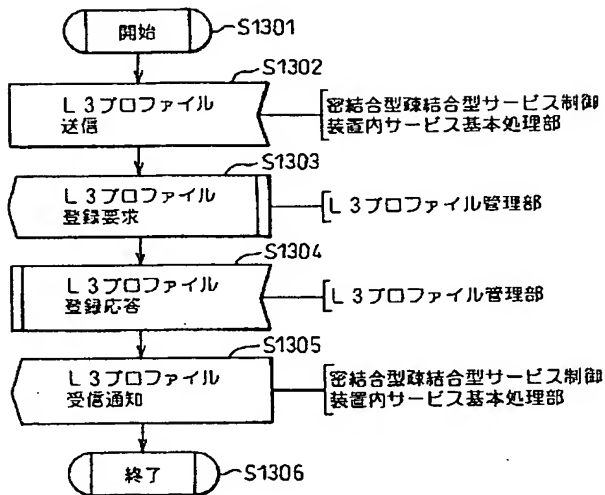 開始
S1301
S1302
L3プロファイル
送信
密結合型疎結合型サービス制御
装置内サービス基本処理部
S1303
L3プロファイル
登録要求
L3プロファイル管理部
S1304
L3プロファイル
登録応答
L3プロファイル管理部
S1305
L3プロファイル
受信通知
密結合型疎結合型サービス制御
装置内サービス基本処理部
終了
S1306